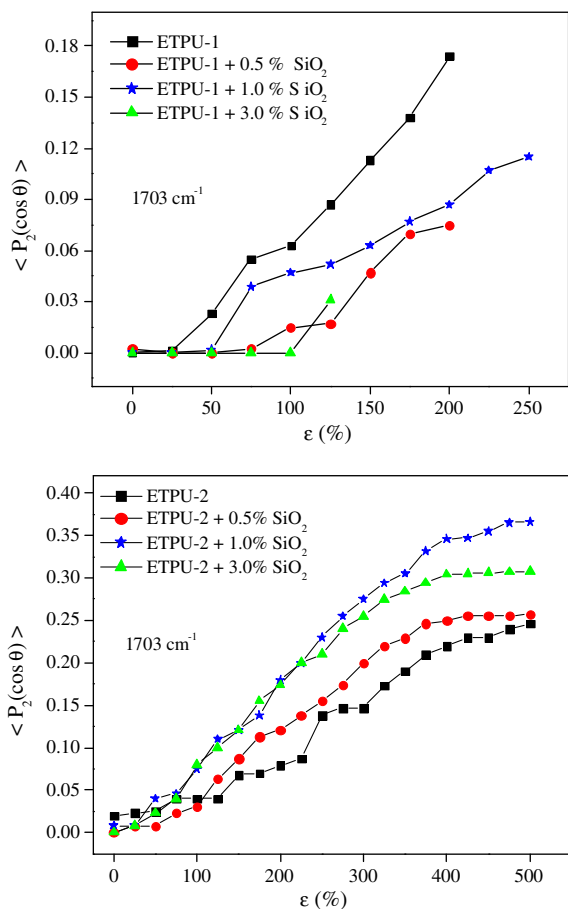 0.18
0.15
0.12
0.09
0.06
0.03
0.00
< P₂(cos θ) >
ETPU-1
ETPU-1 + 0.5 % SiO₂
ETPU-1 + 1.0 % S iO₂
ETPU-1 + 3.0 % S iO₂
1703 cm⁻¹
0 50 100 150 200 250
ε (%)
0.40
0.35
0.30
0.25
0.20
0.15
0.10
0.05
0.00
< P₂(cos θ) >
ETPU-2
ETPU-2 + 0.5% SiO₂
ETPU-2 + 1.0% SiO₂
ETPU-2 + 3.0% SiO₂
1703 cm⁻¹
0 100 200 300 400 500
ε (%)